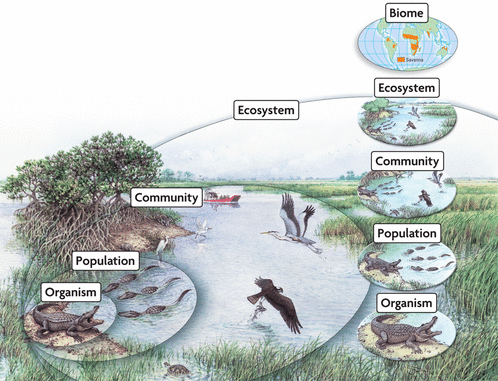 Biome
Savanna
Ecosystem
Ecosystem
Community
Community
Population
Population
Organism
Organism